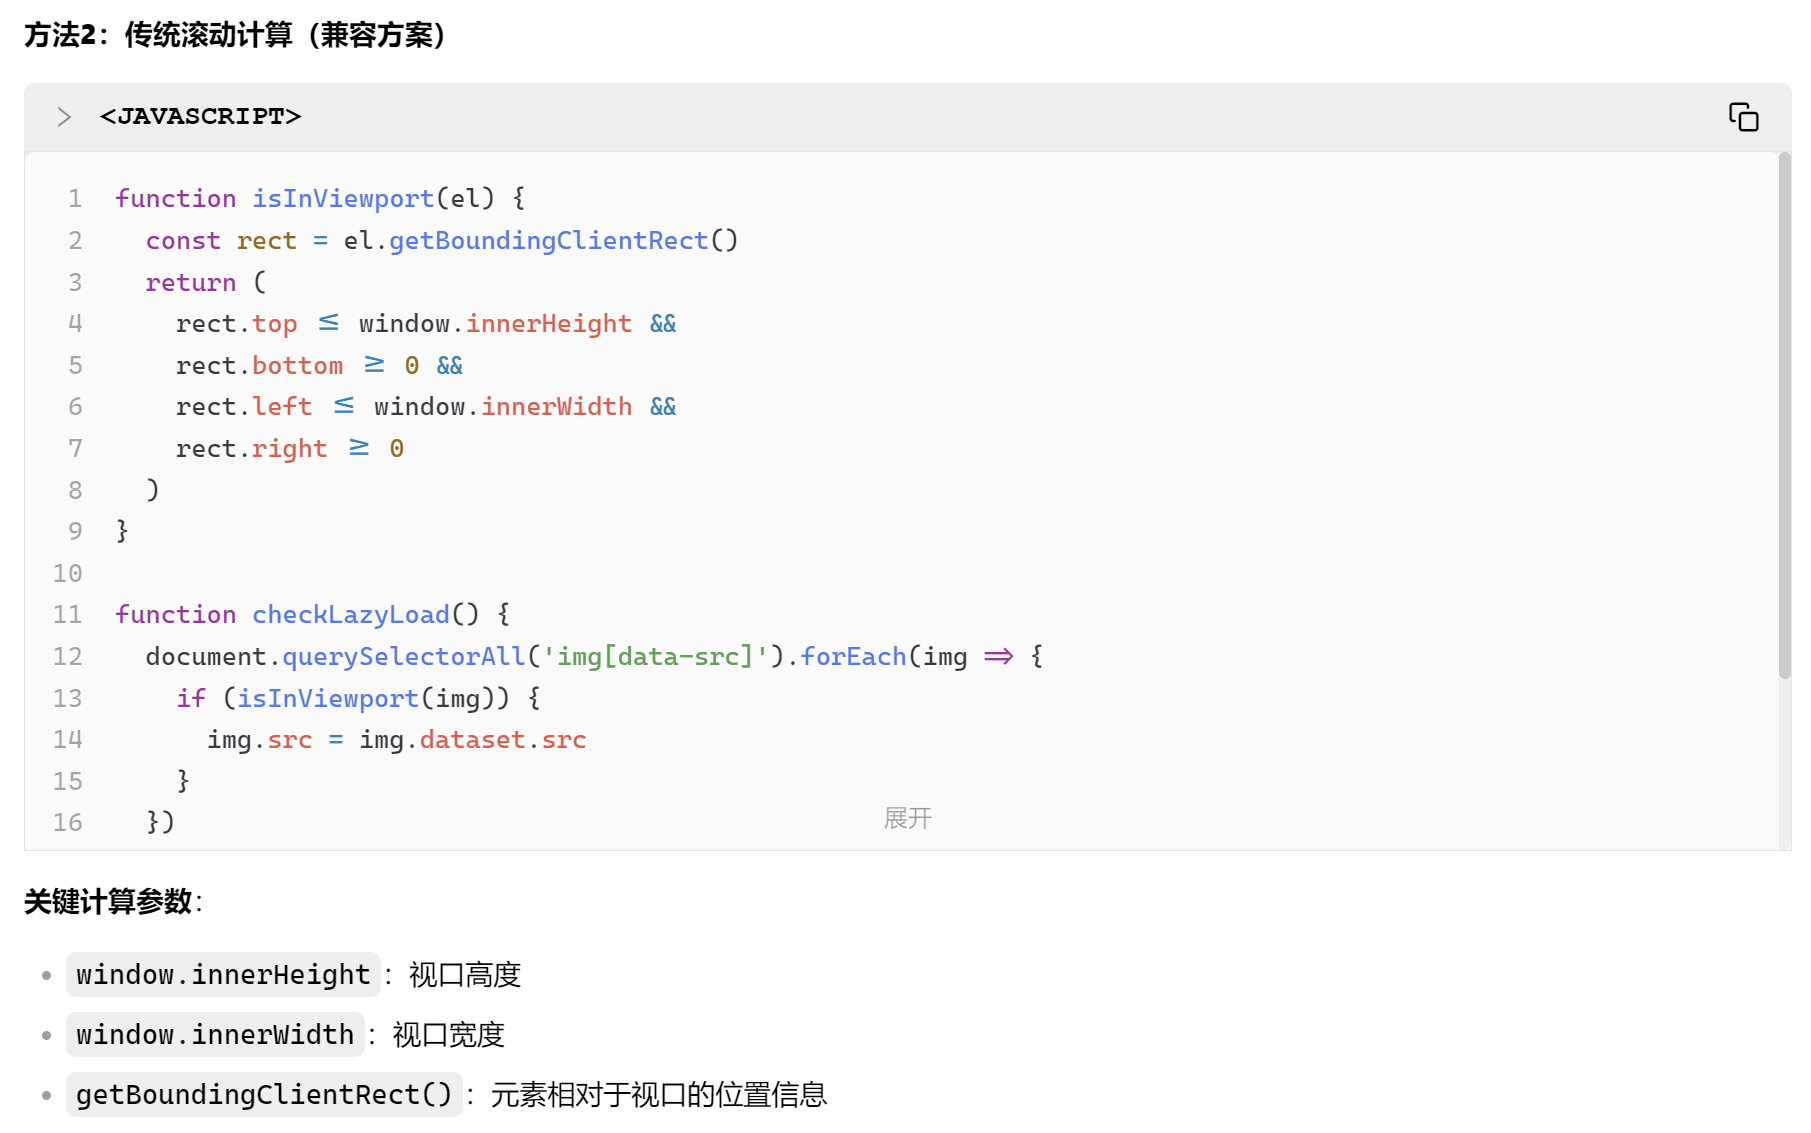 方法2：传统滚动计算（兼容方案）
<JAVASCRIPT>
1 function isInViewport(el) {
2   const rect = el.getBoundingClientRect()
3   return (
4     rect.top ≤ window.innerHeight &&
5     rect.bottom ≥ 0 &&
6     rect.left ≤ window.innerWidth &&
7     rect.right ≥ 0
8   )
9 }
10
11 function checkLazyLoad() {
12   document.querySelectorAll('img[data-src]').forEach(img => {
13     if (isInViewport(img)) {
14       img.src = img.dataset.src
15     }
16   })
展开
关键计算参数：
window.innerHeight：视口高度
window.innerWidth：视口宽度
getBoundingClientRect()：元素相对于视口的位置信息